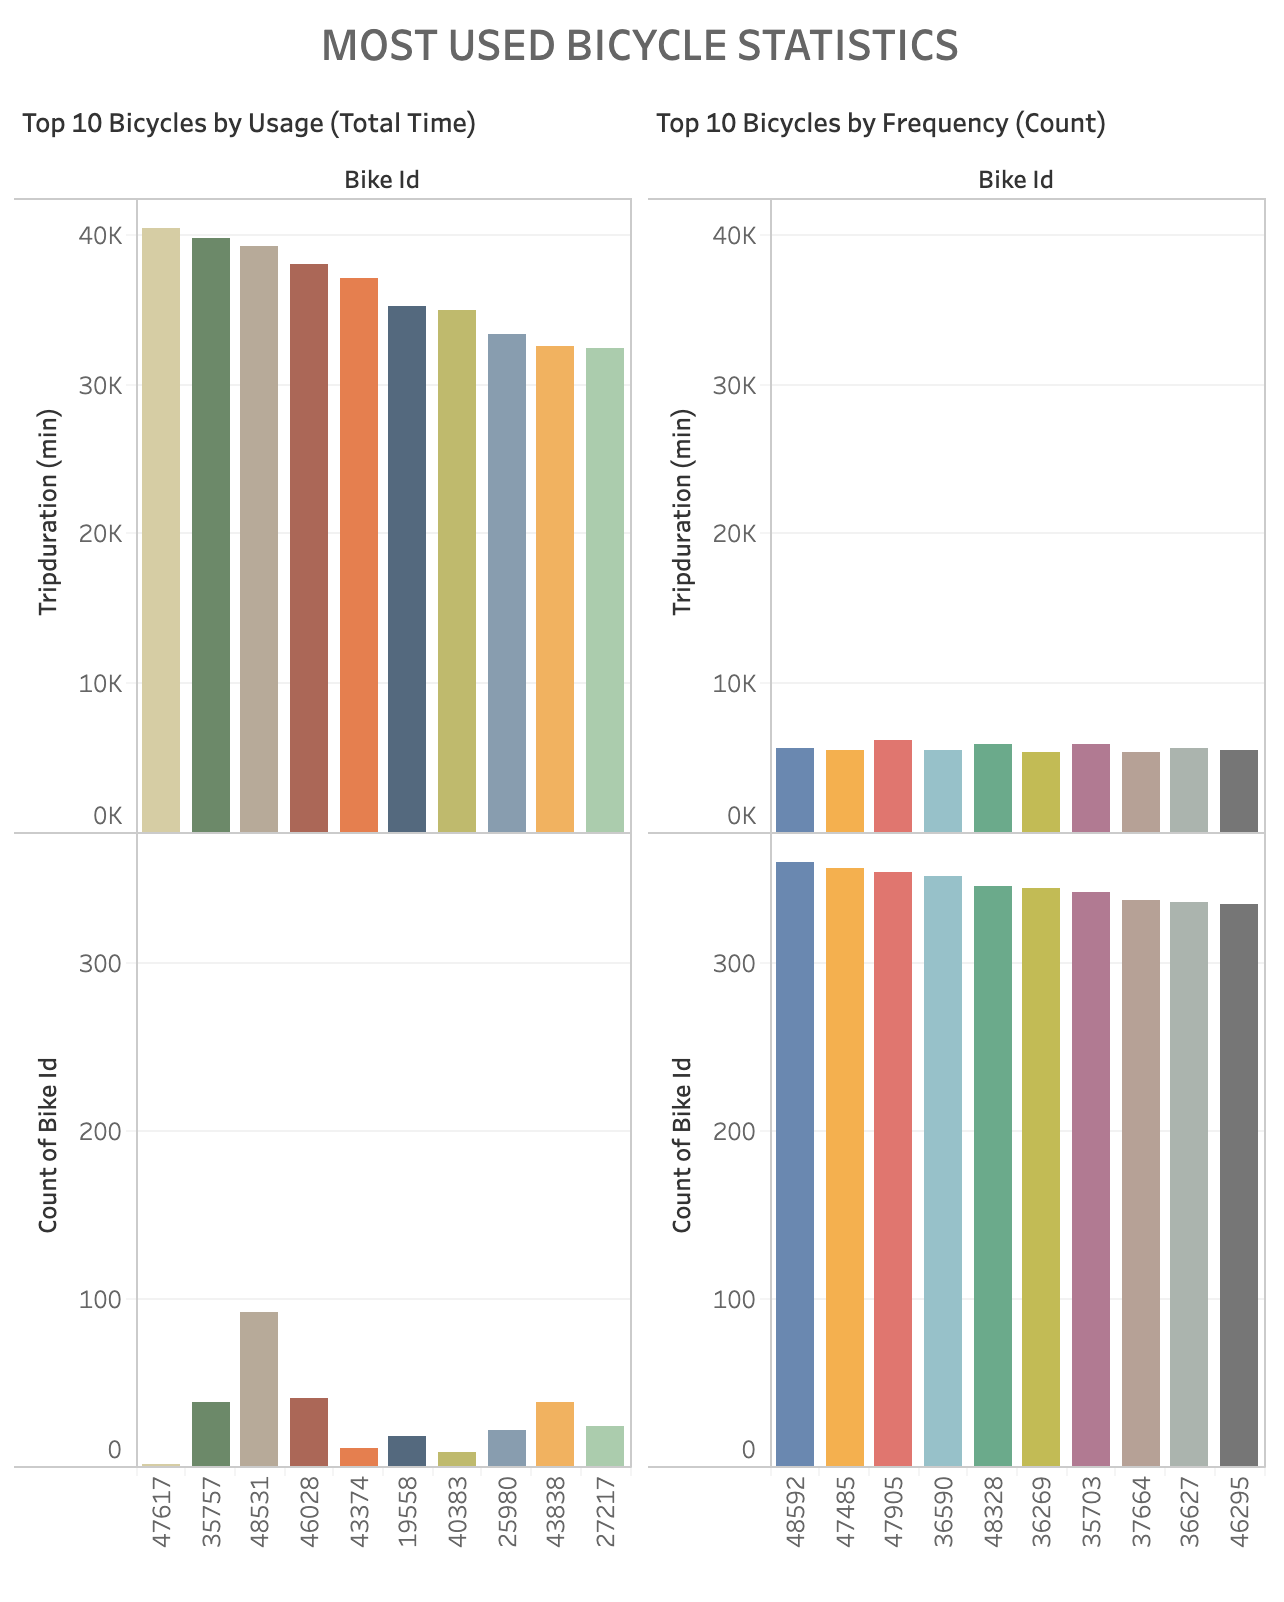 MOST USED BICYCLE STATISTICS
Top 10 Bicycles by Usage (Total Time)
Bike Id
40K
30K
20K
10K
0K
Tripduration (min)
300
200
100
0
Count of Bike Id
47617
35757
48531
46028
43374
19558
40383
25980
43838
27217
Top 10 Bicycles by Frequency (Count)
Bike Id
40K
30K
20K
10K
0K
Tripduration (min)
300
200
100
0
Count of Bike Id
48592
47485
47905
36590
48328
36269
35703
37664
36627
46295